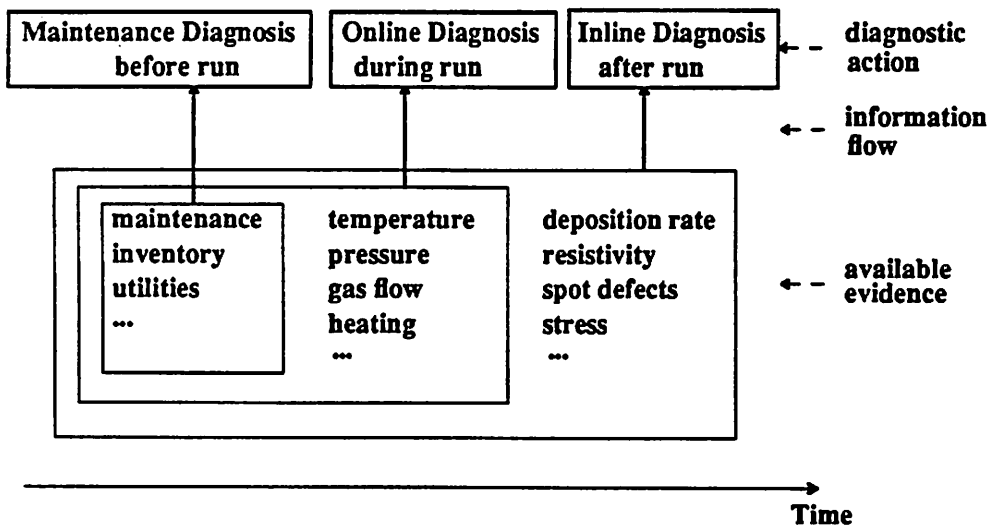 Maintenance Diagnosis
before run
Online Diagnosis
during run
Inline Diagnosis
after run
diagnostic
action
information
flow
maintenance
inventory
utilities
...
temperature
pressure
gas flow
heating
...
deposition rate
resistivity
spot defects
stress
...
available
evidence
Time